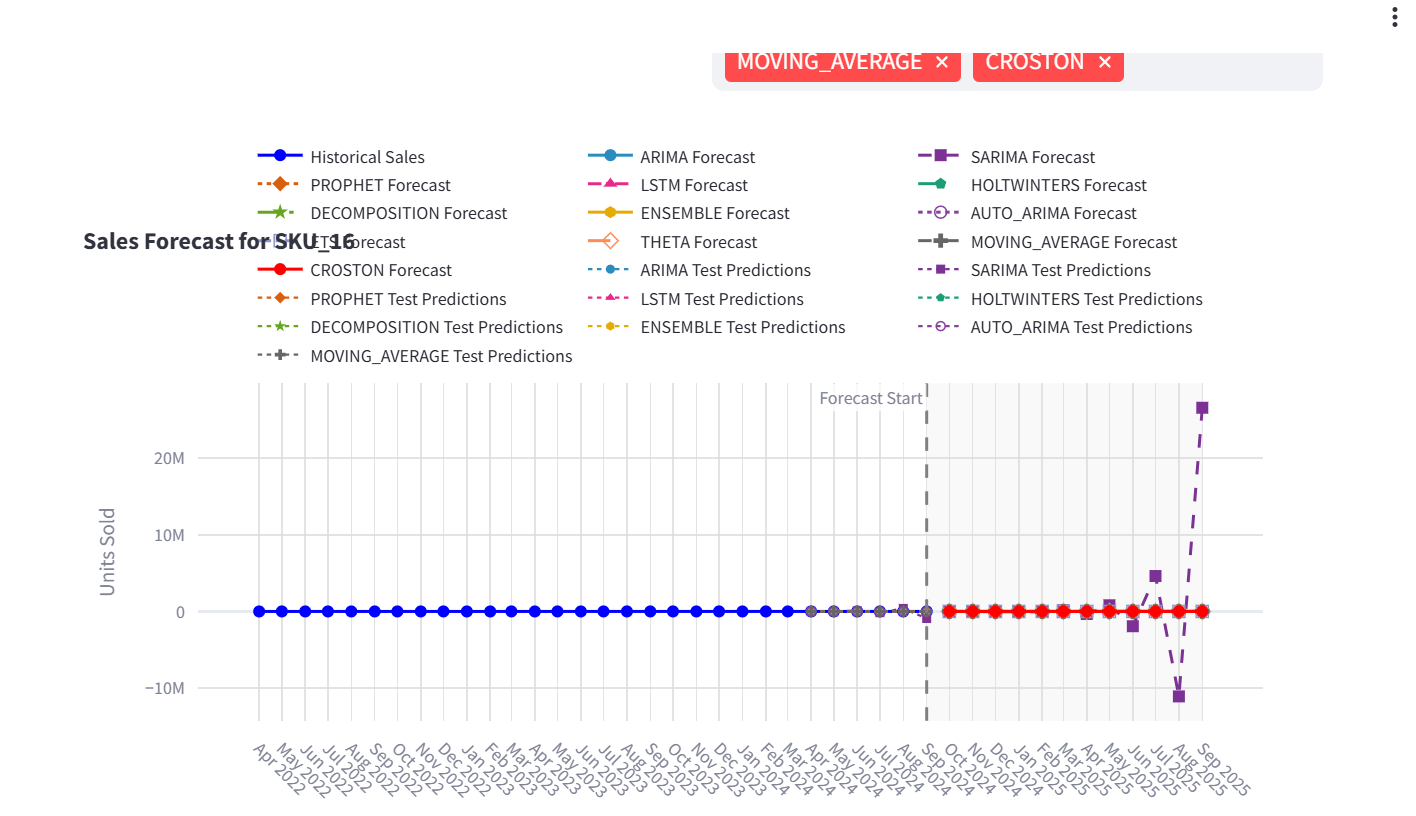 MOVING_AVERAGE × CROSTON ×
Historical Sales ARIMA Forecast SARIMA Forecast
PROPHET Forecast LSTM Forecast HOLTWINTERS Forecast
DECOMPOSITION Forecast ENSEMBLE Forecast AUTO_ARIMA Forecast
Sales Forecast for SKU_16
ETS Forecast THETA Forecast MOVING_AVERAGE Forecast
CROSTON Forecast ARIMA Test Predictions SARIMA Test Predictions
PROPHET Test Predictions LSTM Test Predictions HOLTWINTERS Test Predictions
DECOMPOSITION Test Predictions ENSEMBLE Test Predictions AUTO_ARIMA Test Predictions
MOVING_AVERAGE Test Predictions
Forecast Start
20M
10M
0
−10M
Units Sold
Apr 2022
May 2022
Jun 2022
Jul 2022
Aug 2022
Sep 2022
Oct 2022
Nov 2022
Dec 2022
Jan 2023
Feb 2023
Mar 2023
Apr 2023
May 2023
Jun 2023
Jul 2023
Aug 2023
Sep 2023
Oct 2023
Nov 2023
Dec 2023
Jan 2024
Feb 2024
Mar 2024
Apr 2024
May 2024
Jun 2024
Jul 2024
Aug 2024
Sep 2024
Oct 2024
Nov 2024
Dec 2024
Jan 2025
Feb 2025
Mar 2025
Apr 2025
May 2025
Jun 2025
Jul 2025
Aug 2025
Sep 2025